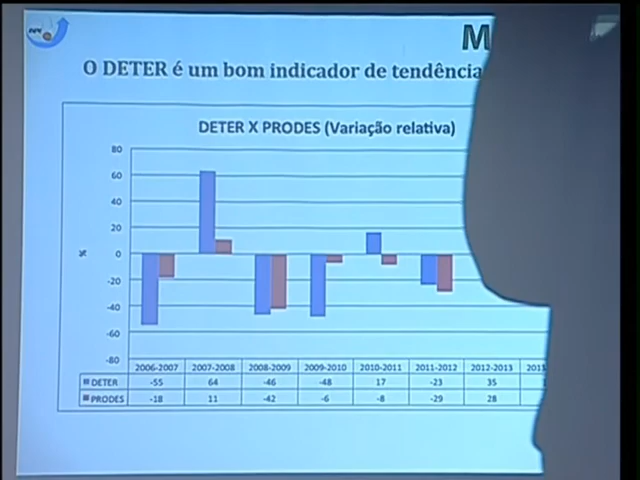 O DETER é um bom indicador de tendência
DETER X PRODES (Variação relativa)
80
60
40
20
0
-20
-40
-60
-80
%
2006-2007 2007-2008 2008-2009 2009-2010 2010-2011 2011-2012 2012-2013
DETER -55 64 -46 -48 17 -23 35
PRODES -18 11 -42 -6 -8 -29 28